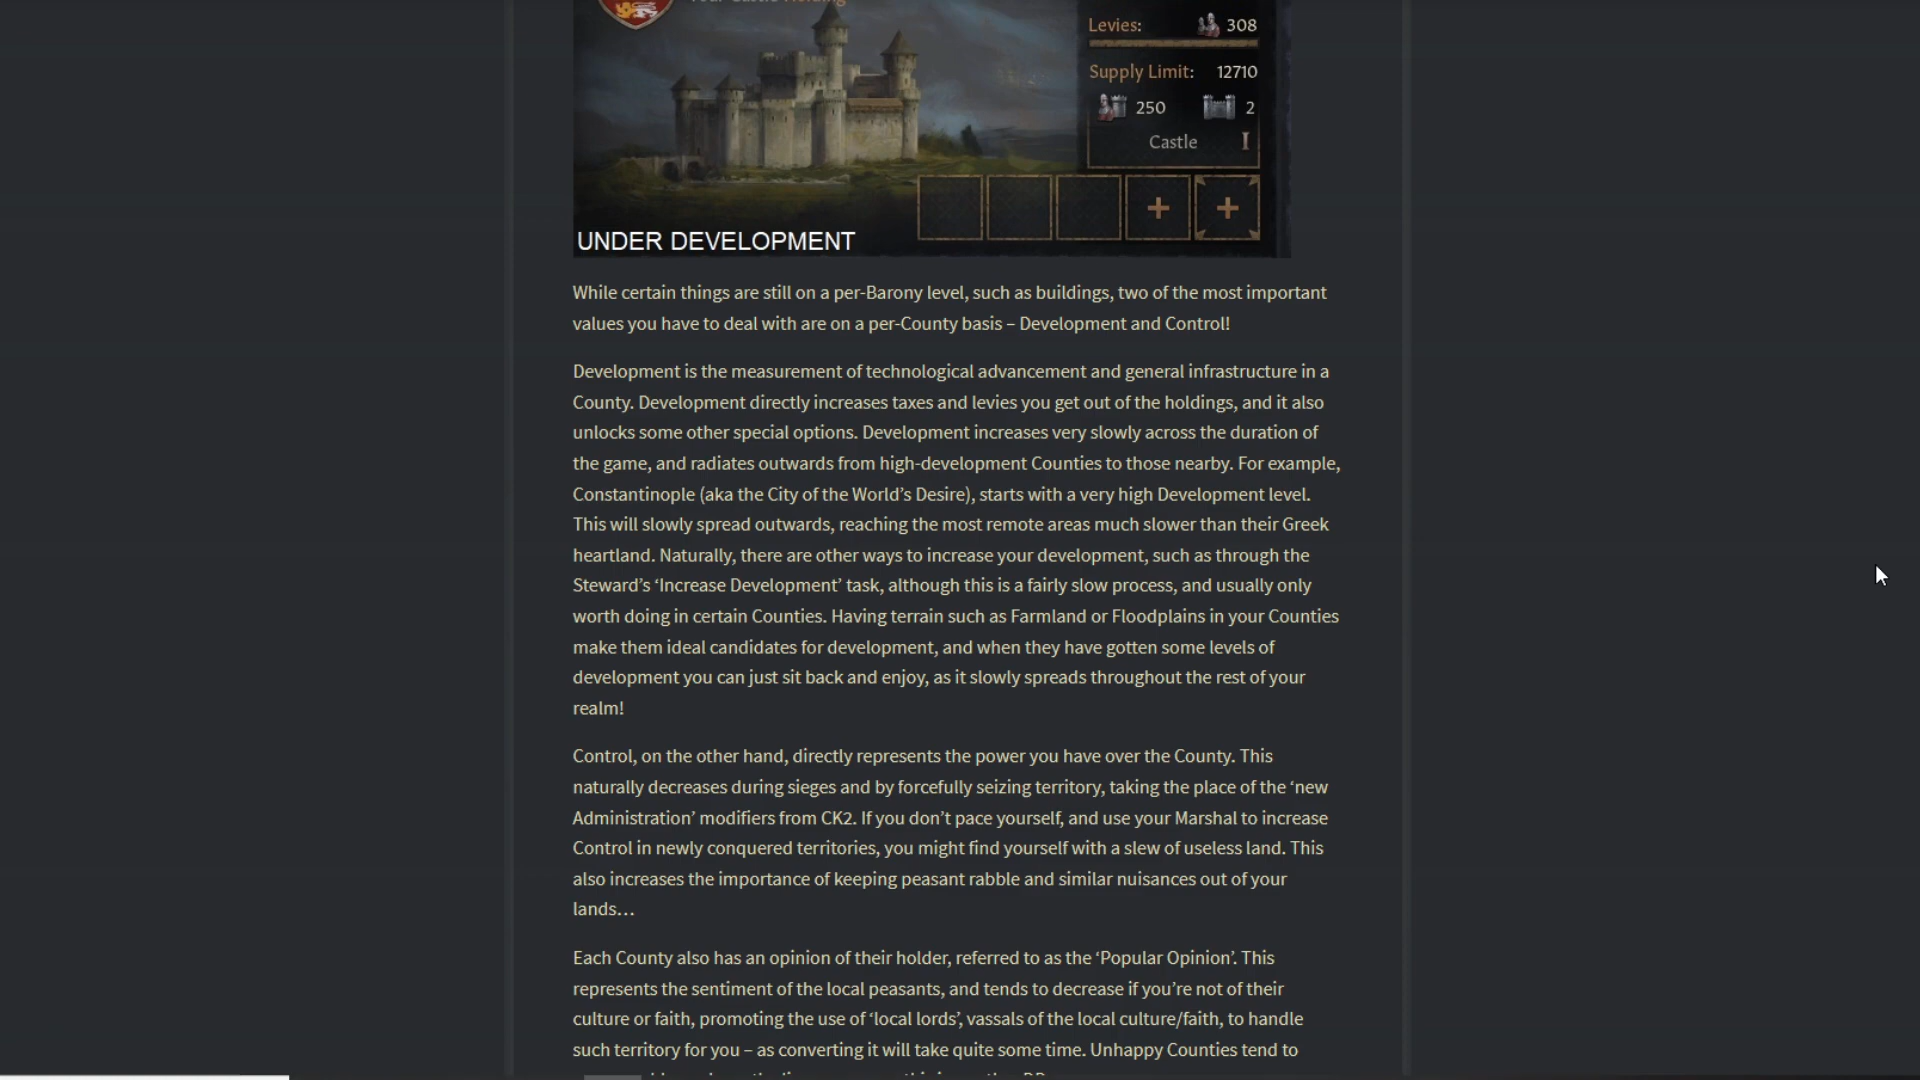 Your Castle Holding
Levies: 308
Supply Limit: 12710
250 2
Castle I
UNDER DEVELOPMENT
While certain things are still on a per-Barony level, such as buildings, two of the most important
values you have to deal with are on a per-County basis – Development and Control!
Development is the measurement of technological advancement and general infrastructure in a
County. Development directly increases taxes and levies you get out of the holdings, and it also
unlocks some other special options. Development increases very slowly across the duration of
the game, and radiates outwards from high-development Counties to those nearby. For example,
Constantinople (aka the City of the World’s Desire), starts with a very high Development level.
This will slowly spread outwards, reaching the most remote areas much slower than their Greek
heartland. Naturally, there are other ways to increase your development, such as through the
Steward’s ‘Increase Development’ task, although this is a fairly slow process, and usually only
worth doing in certain Counties. Having terrain such as Farmland or Floodplains in your Counties
make them ideal candidates for development, and when they have gotten some levels of
development you can just sit back and enjoy, as it slowly spreads throughout the rest of your
realm!
Control, on the other hand, directly represents the power you have over the County. This
naturally decreases during sieges and by forcefully seizing territory, taking the place of the ‘new
Administration’ modifiers from CK2. If you don’t pace yourself, and use your Marshal to increase
Control in newly conquered territories, you might find yourself with a slew of useless land. This
also increases the importance of keeping peasant rabble and similar nuisances out of your
lands…
Each County also has an opinion of their holder, referred to as the ‘Popular Opinion’. This
represents the sentiment of the local peasants, and tends to decrease if you’re not of their
culture or faith, promoting the use of ‘local lords’, vassals of the local culture/faith, to handle
such territory for you – as converting it will take quite some time. Unhappy Counties tend to